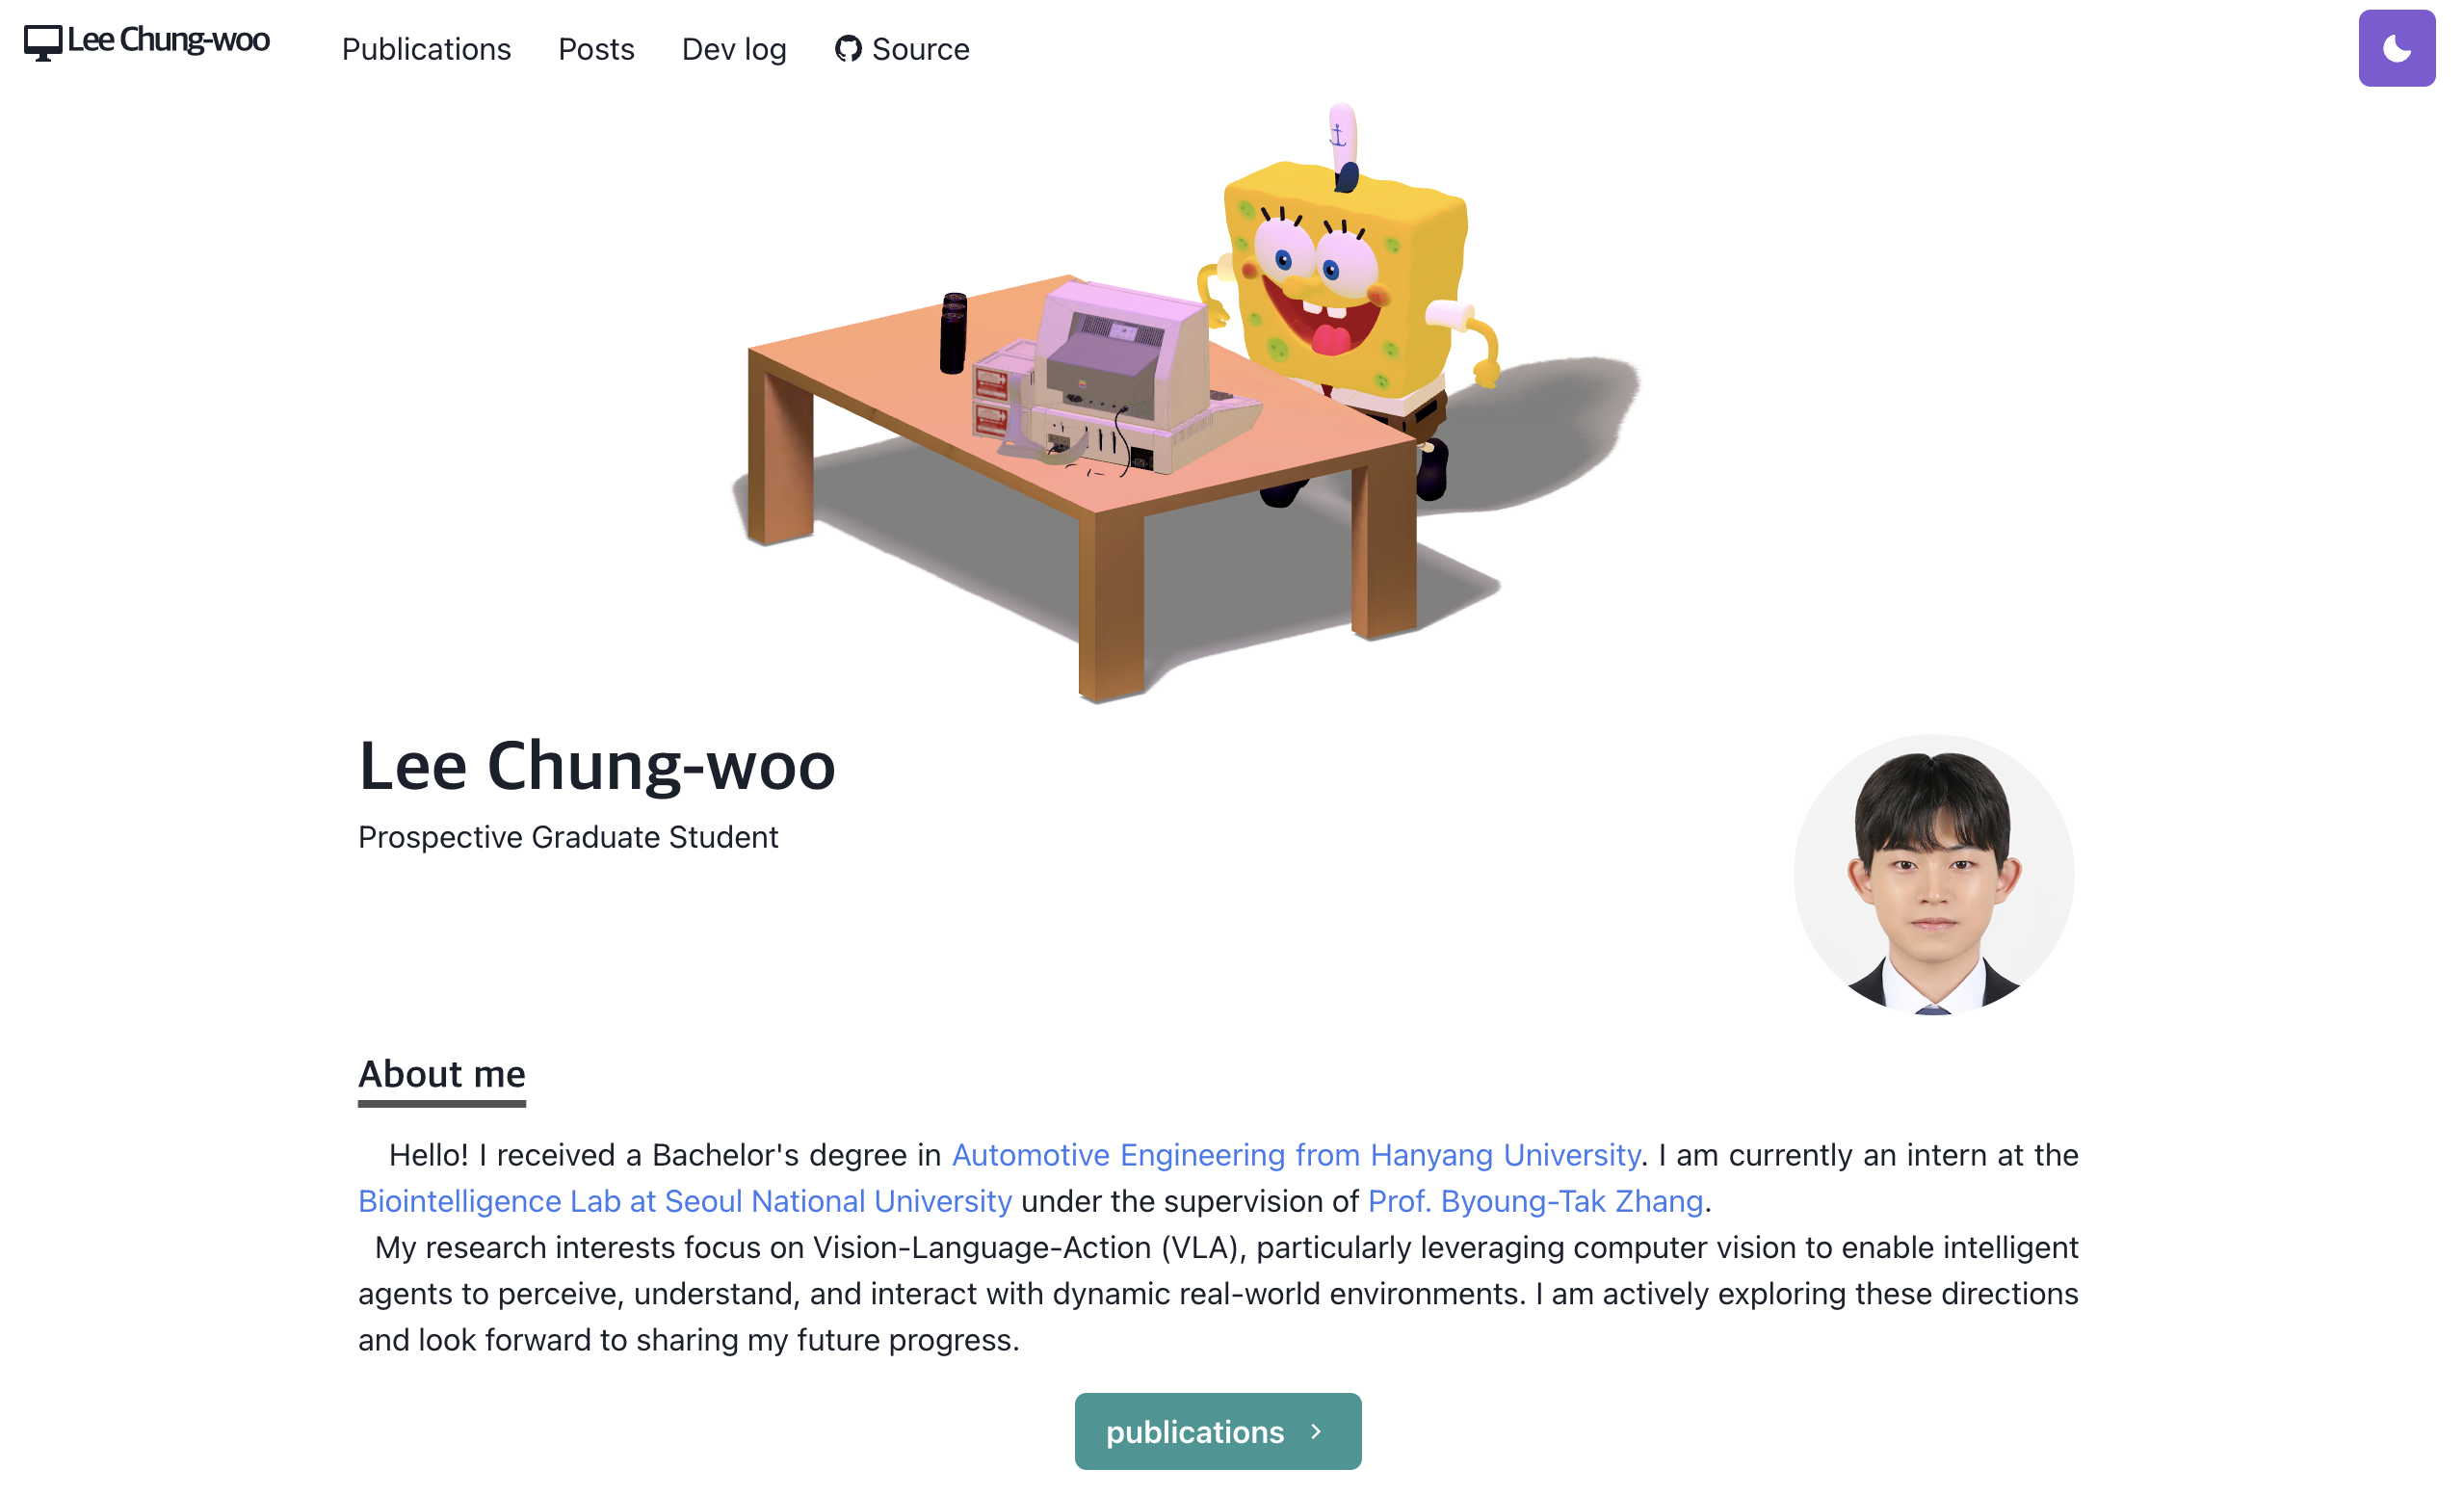 Lee Chung-woo
Publications
Posts
Dev log
Source
Lee Chung-woo
Prospective Graduate Student
About me
Hello! I received a Bachelor's degree in Automotive Engineering from Hanyang University. I am currently an intern at the
Biointelligence Lab at Seoul National University under the supervision of Prof. Byoung-Tak Zhang.
My research interests focus on Vision-Language-Action (VLA), particularly leveraging computer vision to enable intelligent
agents to perceive, understand, and interact with dynamic real-world environments. I am actively exploring these directions
and look forward to sharing my future progress.
publications